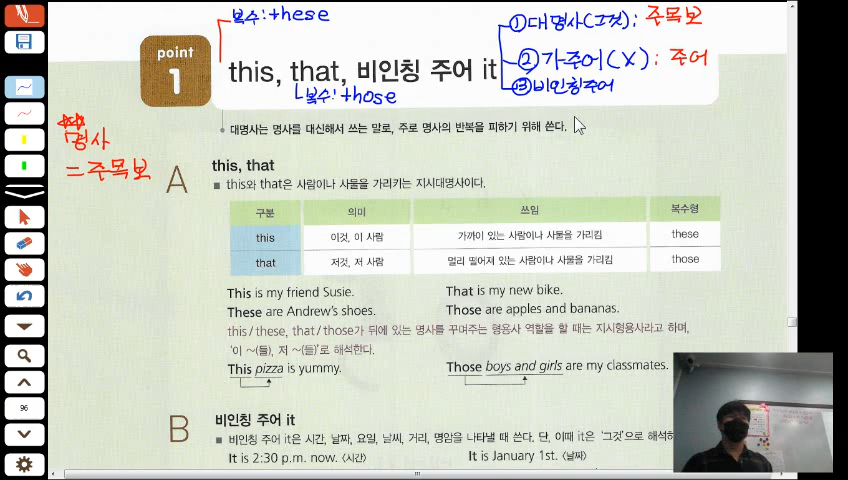 복수: these
① 대명사(그것): 주목보
② 가주어(X): 주어
③ 비인칭주어
point
1
this, that, 비인칭 주어 it
복수: those
대명사는 명사를 대신해서 쓰는 말로, 주로 명사의 반복을 피하기 위해 쓴다.
명사
= 주목보
A
this, that
this와 that은 사람이나 사물을 가리키는 지시대명사이다.
구분 의미 쓰임 복수형
this 이것, 이 사람 가까이 있는 사람이나 사물을 가리킴 these
that 저것, 저 사람 멀리 떨어져 있는 사람이나 사물을 가리킴 those
This is my friend Susie. That is my new bike.
These are Andrew's shoes. Those are apples and bananas.
this / these, that / those가 뒤에 있는 명사를 꾸며주는 형용사 역할을 할 때는 지시형용사라고 하며,
'이 ~(들), 저 ~(들)'로 해석한다.
This pizza is yummy. Those boys and girls are my classmates.
B
비인칭 주어 it
비인칭 주어 it은 시간, 날짜, 요일, 날씨, 거리, 명암을 나타낼 때 쓴다. 단, 이때 it은 '그것'으로 해석하
It is 2:30 p.m. now. 〈시간〉 It is January 1st. 〈날짜〉
96